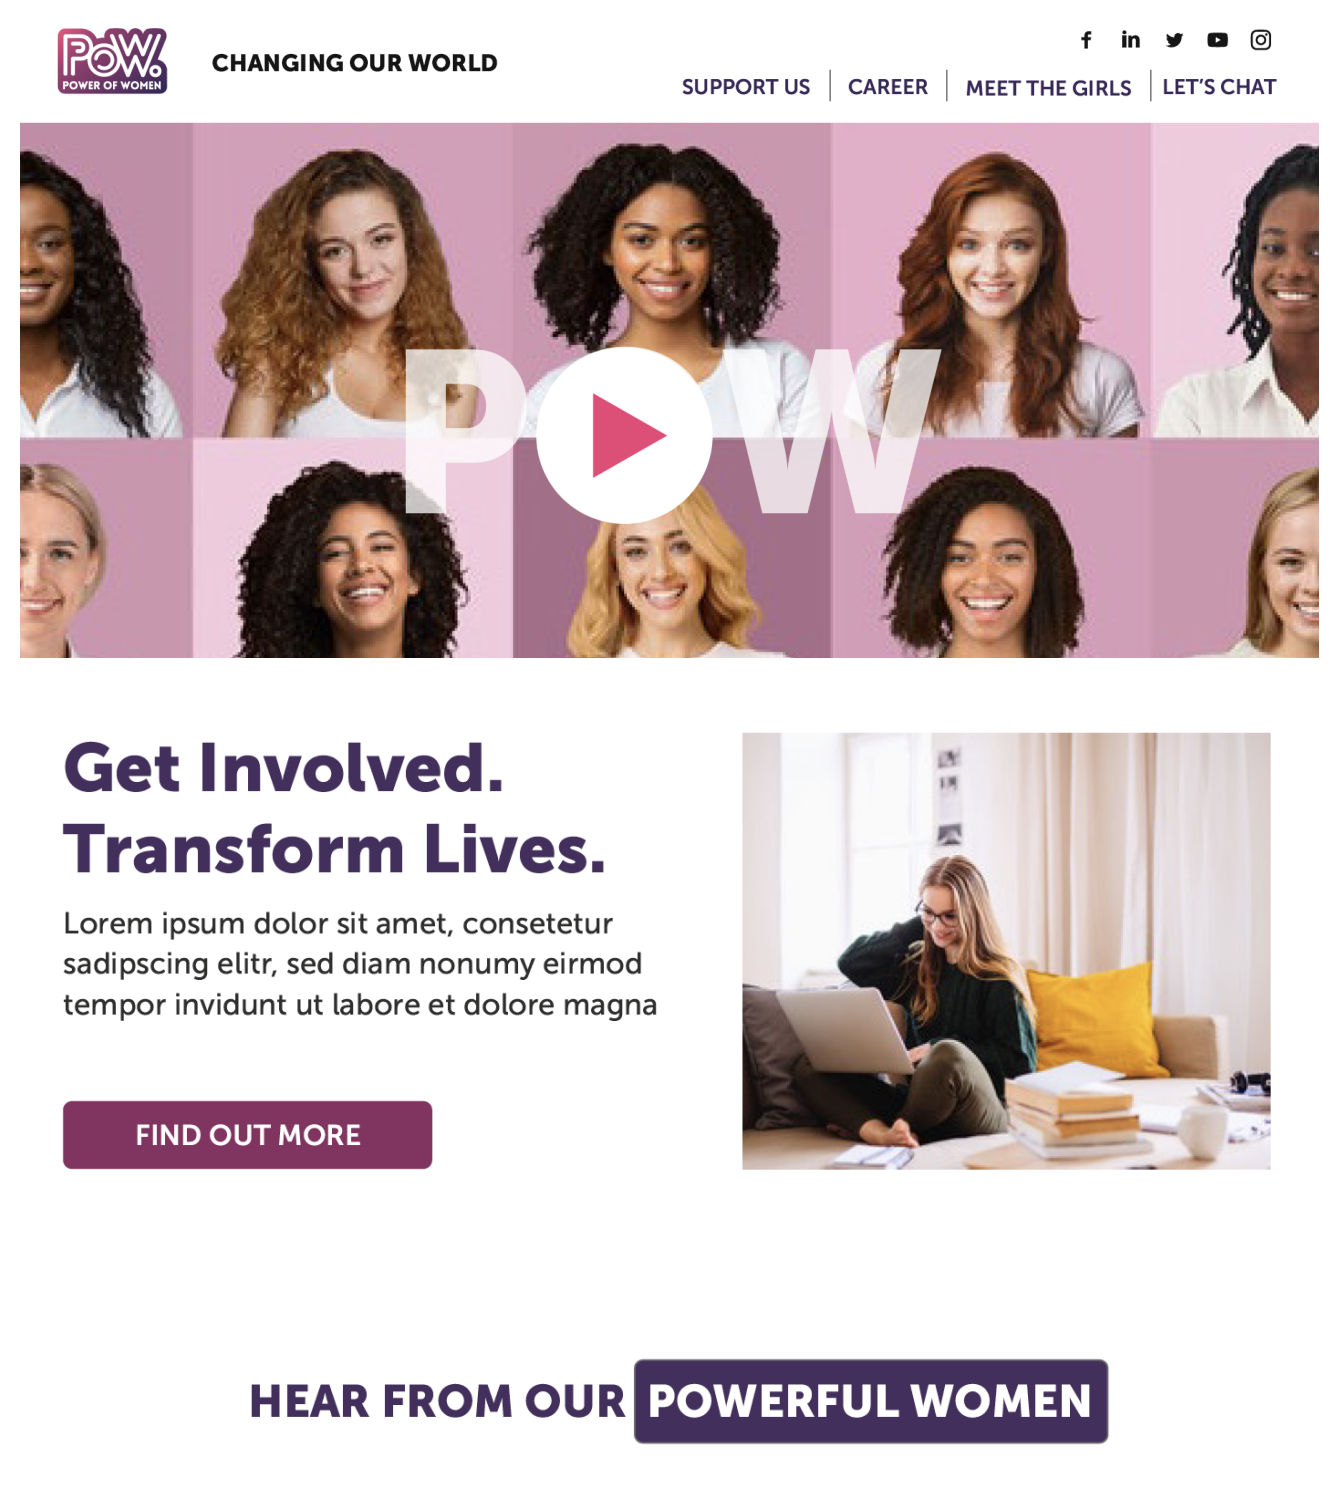 POW.
POWER OF WOMEN
CHANGING OUR WORLD
SUPPORT US
CAREER
MEET THE GIRLS
LET’S CHAT
P W
Get Involved.
Transform Lives.
Lorem ipsum dolor sit amet, consetetur
sadipscing elitr, sed diam nonumy eirmod
tempor invidunt ut labore et dolore magna
FIND OUT MORE
HEAR FROM OUR POWERFUL WOMEN